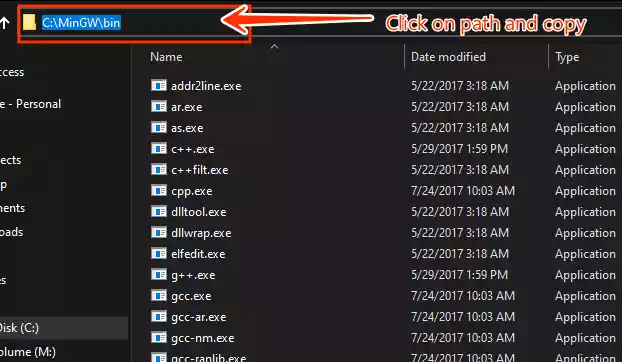 C:\MinGW\bin
Click on path and copy
Name Date modified Type
ccess
addr2line.exe 5/22/2017 3:18 AM Application
e - Personal
ar.exe 5/22/2017 3:18 AM Application
as.exe 5/22/2017 3:18 AM Application
c++.exe 5/29/2017 1:59 PM Application
ects
c++filt.exe 5/22/2017 3:18 AM Application
p
cpp.exe 7/24/2017 10:03 AM Application
ments
dlltool.exe 5/22/2017 3:18 AM Application
oads
dllwrap.exe 5/22/2017 3:18 AM Application
elfedit.exe 5/22/2017 3:18 AM Application
es
g++.exe 5/29/2017 1:59 PM Application
gcc.exe 7/24/2017 10:03 AM Application
Disk (C:)
gcc-ar.exe 7/24/2017 10:03 AM Application
olume (M:)
gcc-nm.exe 7/24/2017 10:03 AM Application
gcc-ranlib.exe 7/24/2017 10:03 AM Application